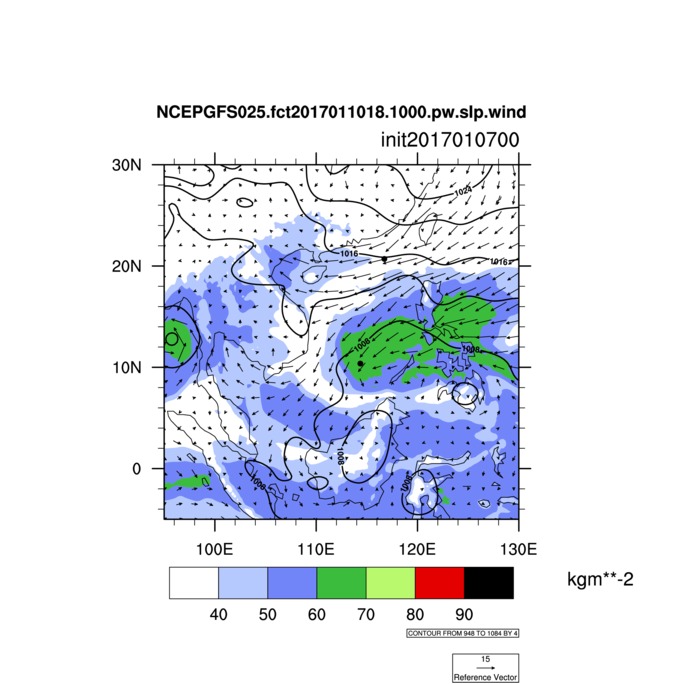 NCEPGFS025.fct2017011018.1000.pw.slp.wind
init2017010700
30N
1024
1016
1016
20N
1008
1008
10N
1008
0
1008
1008
100E 110E 120E 130E
kgm**-2
40 50 60 70 80 90
CONTOUR FROM 948 TO 1084 BY 4
15
Reference Vector